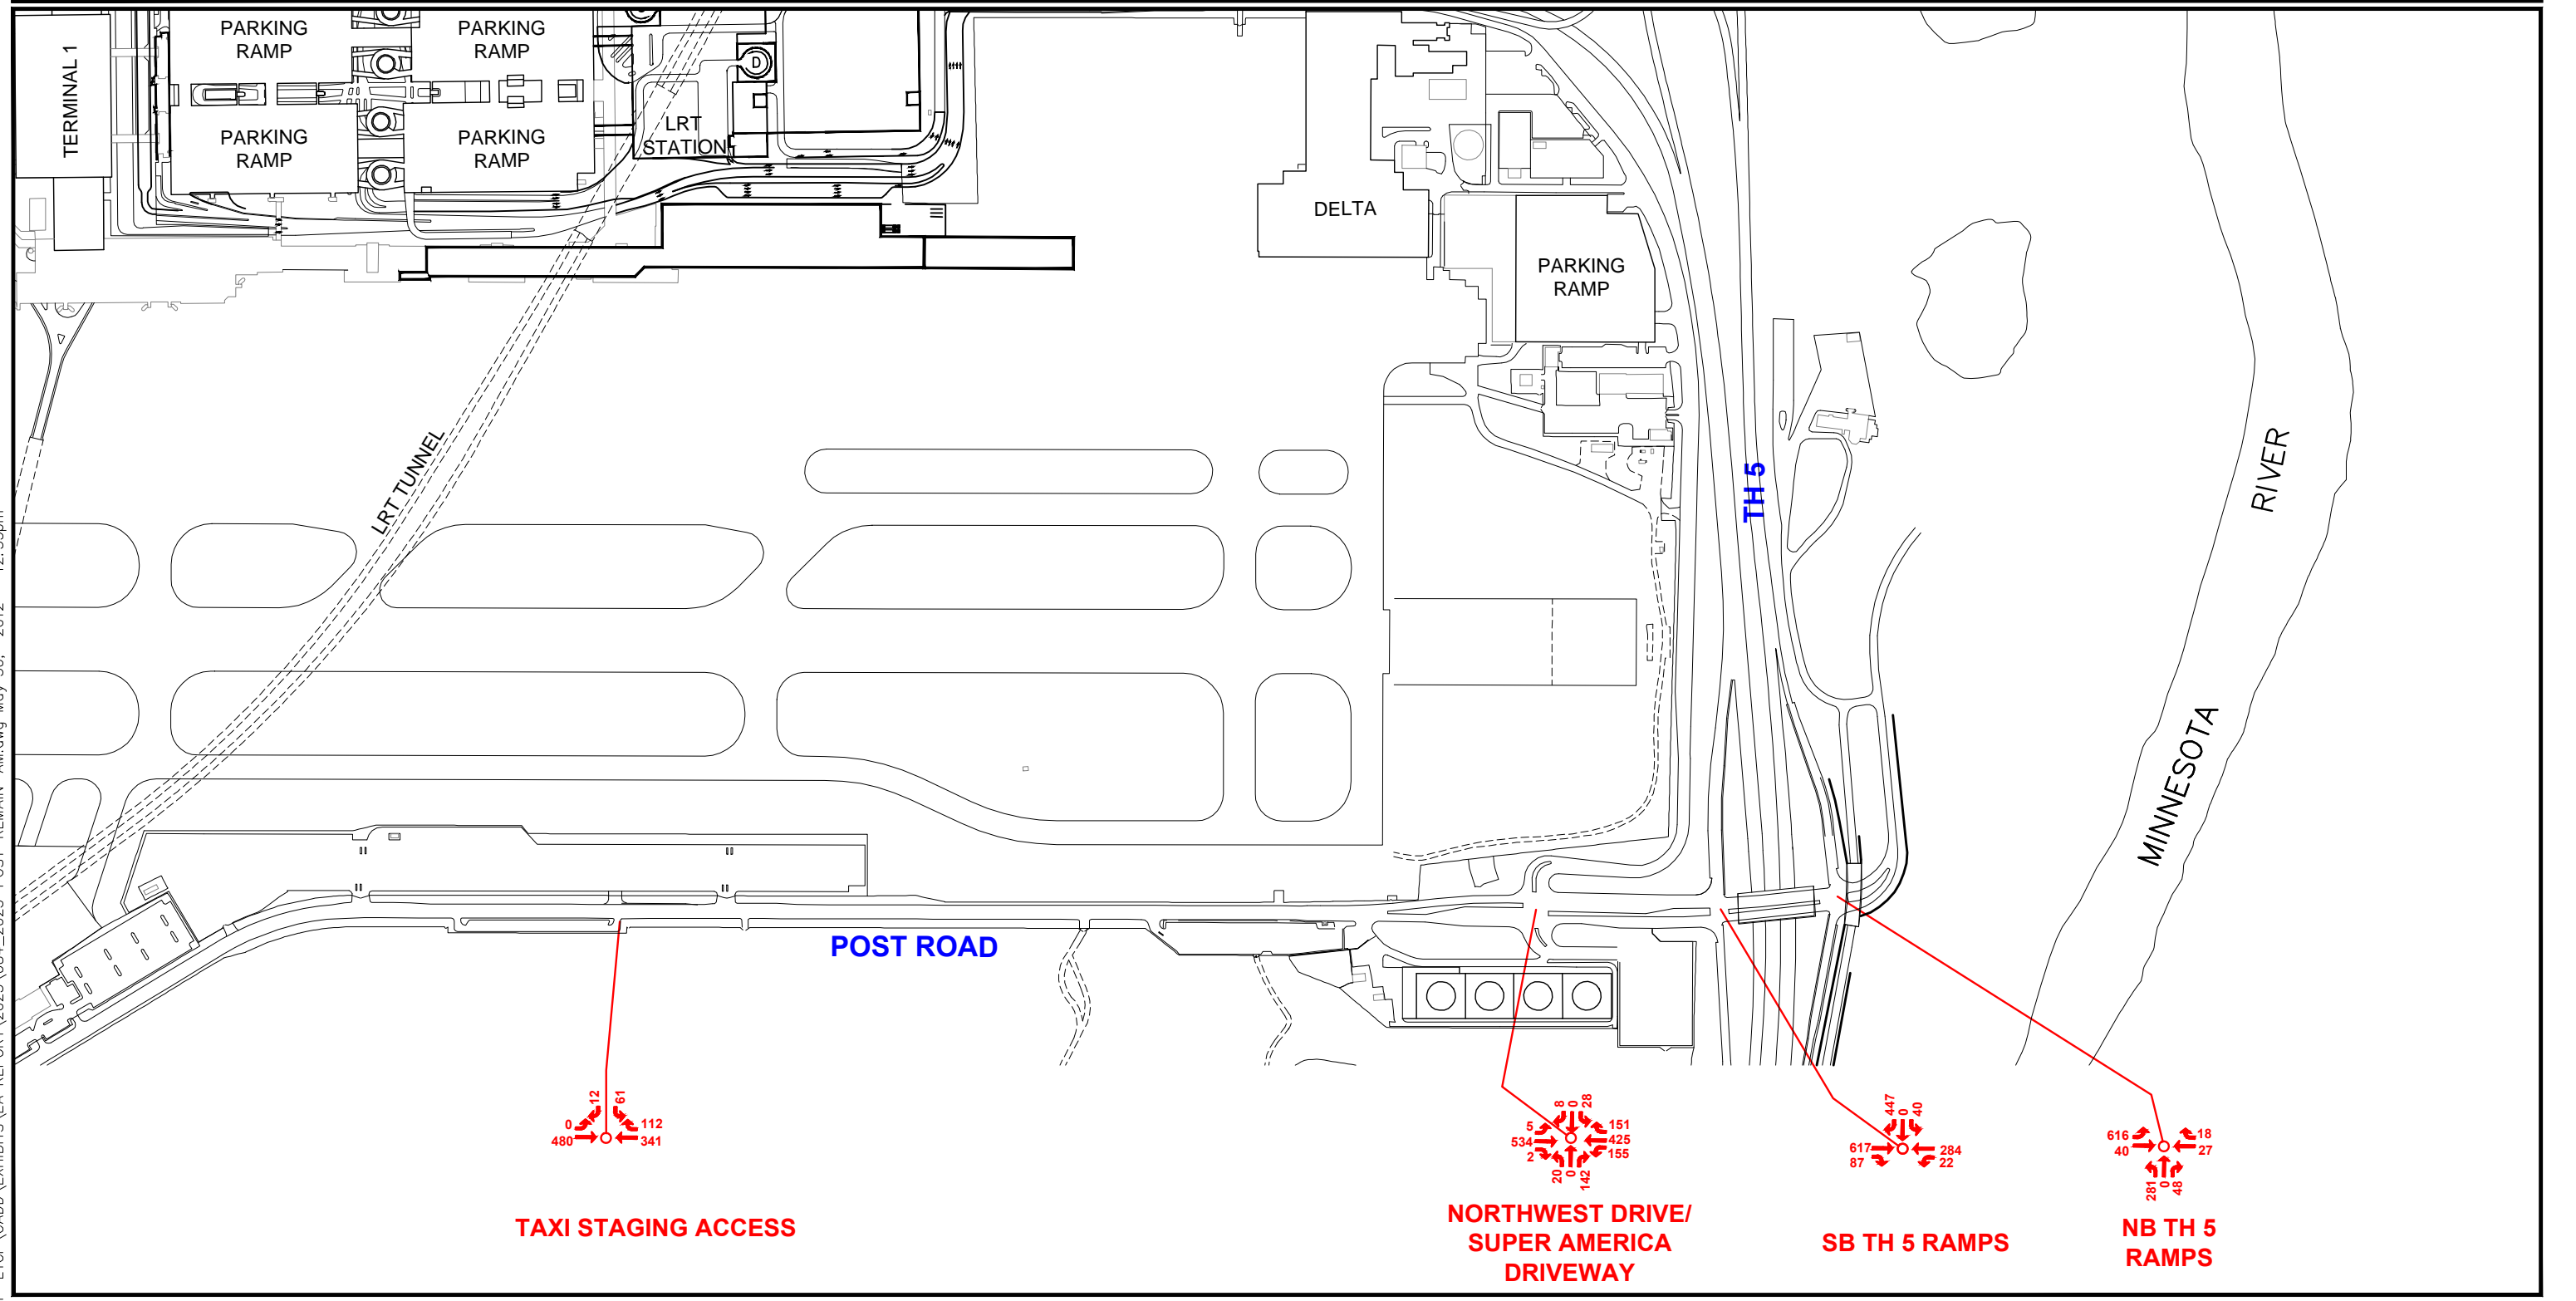 TERMINAL 1
PARKING
RAMP
PARKING
RAMP
D
PARKING
RAMP
PARKING
RAMP
LRT
STATION
DELTA
PARKING
RAMP
LRT TUNNEL
TH 5
RIVER
MINNESOTA
POST ROAD
12
61
0
112
480
341
TAXI STAGING ACCESS
8
0
28
5
151
534
425
2
155
20
0
142
NORTHWEST DRIVE/
SUPER AMERICA
DRIVEWAY
447
0
40
617
284
87
22
SB TH 5 RAMPS
616
18
40
27
281
0
48
NB TH 5
RAMPS